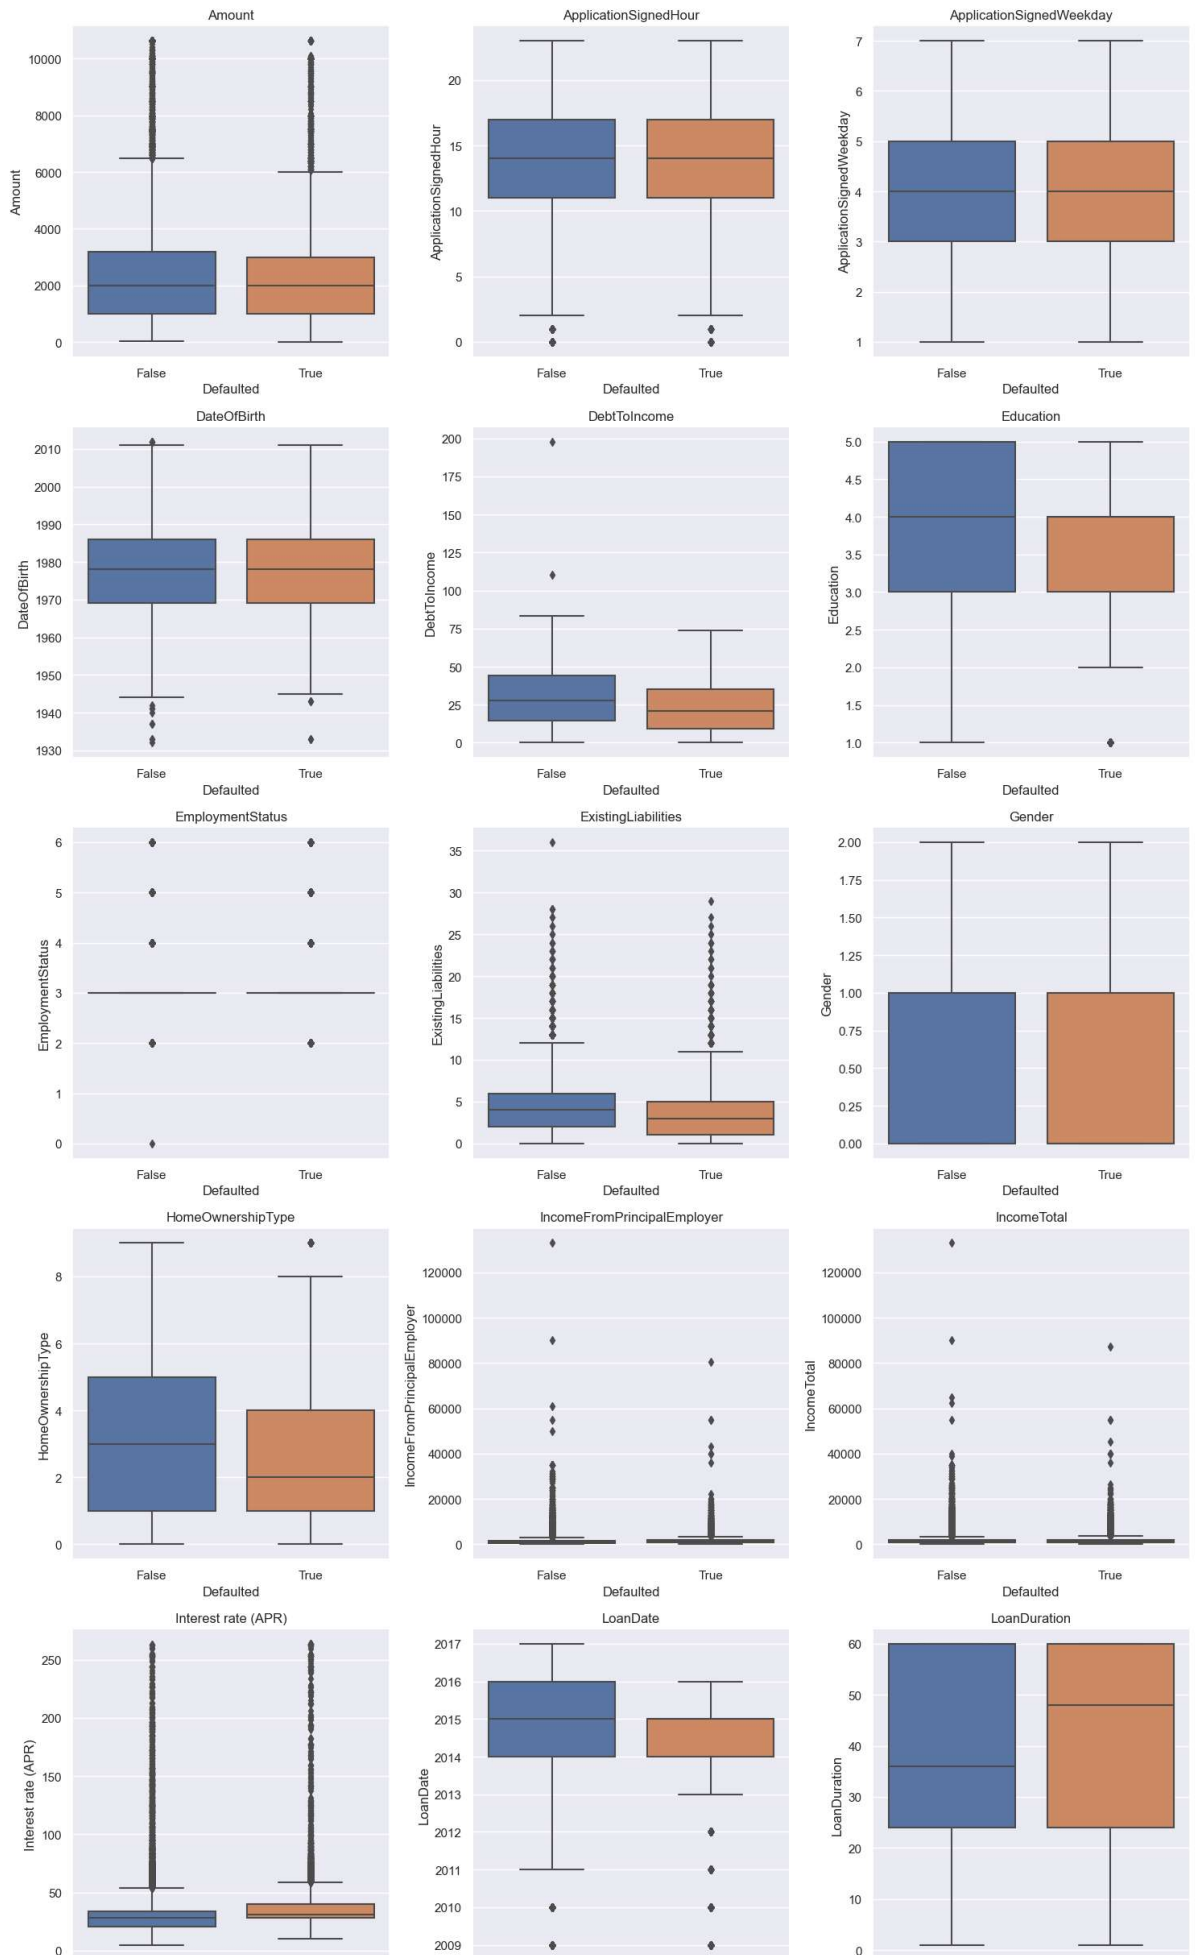 Amount
ApplicationSignedHour
ApplicationSignedWeekday
Amount
10000
8000
6000
4000
2000
0
False
True
Defaulted
ApplicationSignedHour
20
15
10
5
0
False
True
Defaulted
ApplicationSignedWeekday
7
6
5
4
3
2
1
False
True
Defaulted
DateOfBirth
DebtToIncome
Education
DateOfBirth
2010
2000
1990
1980
1970
1960
1950
1940
1930
False
True
Defaulted
DebtToIncome
200
175
150
125
100
75
50
25
0
False
True
Defaulted
Education
5.0
4.5
4.0
3.5
3.0
2.5
2.0
1.5
1.0
False
True
Defaulted
EmploymentStatus
ExistingLiabilities
Gender
EmploymentStatus
6
5
4
3
2
1
0
False
True
Defaulted
ExistingLiabilities
35
30
25
20
15
10
5
0
False
True
Defaulted
Gender
2.00
1.75
1.50
1.25
1.00
0.75
0.50
0.25
0.00
False
True
Defaulted
HomeOwnershipType
IncomeFromPrincipalEmployer
IncomeTotal
HomeOwnershipType
8
6
4
2
0
False
True
Defaulted
IncomeFromPrincipalEmployer
120000
100000
80000
60000
40000
20000
0
False
True
Defaulted
IncomeTotal
120000
100000
80000
60000
40000
20000
0
False
True
Defaulted
Interest rate (APR)
LoanDate
LoanDuration
Interest rate (APR)
250
200
150
100
50
0
LoanDate
2017
2016
2015
2014
2013
2012
2011
2010
2009
LoanDuration
60
50
40
30
20
10
0